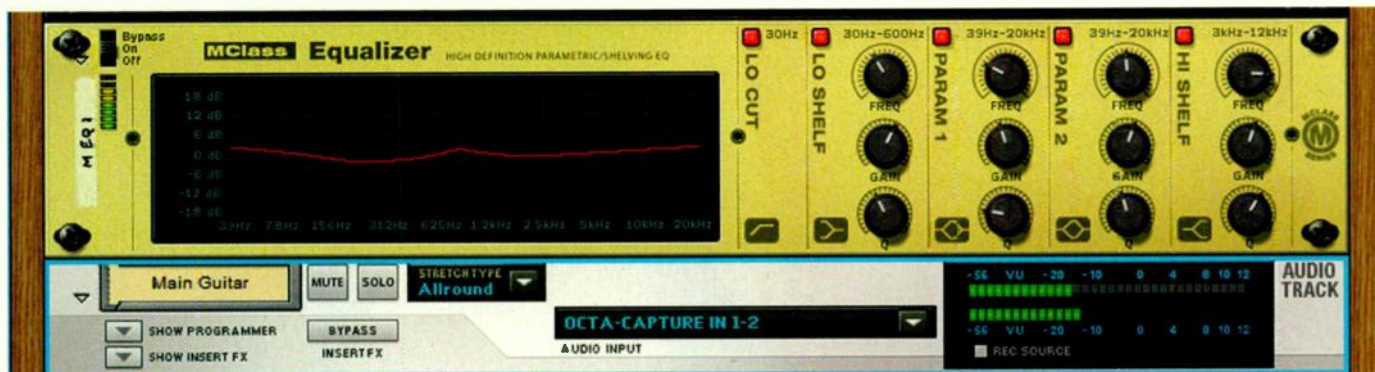 Bypass
On
Off
MClass Equalizer HIGH DEFINITION PARAMETRIC/SHELVING EQ
M EQ 1
18 dB
12 dB
6 dB
0 dB
-6 dB
-12 dB
-18 dB
39Hz 78Hz 156Hz 312Hz 625Hz 1.2kHz 2.5kHz 5kHz 10kHz 20kHz
30Hz
LO CUT
30Hz-600Hz
LO SHELF
FREQ
GAIN
Q
39Hz-20kHz
PARAM 1
FREQ
GAIN
Q
39Hz-20kHz
PARAM 2
FREQ
GAIN
Q
3kHz-12kHz
HI SHELF
FREQ
GAIN
Q
MCLASS
M
SERIES
Main Guitar
MUTE
SOLO
STRETCH TYPE
Allround
SHOW PROGRAMMER
SHOW INSERT FX
BYPASS
INSERT FX
OCTA-CAPTURE IN 1-2
AUDIO INPUT
-56 VU -20 -10 0 4 8 10 12
-56 VU -20 -10 0 4 8 10 12
REC SOURCE
AUDIO
TRACK